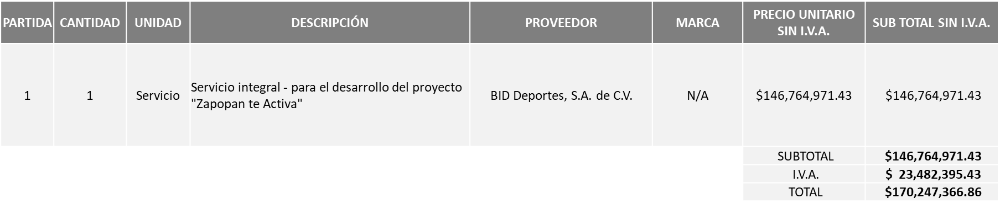 PARTIDA CANTIDAD UNIDAD DESCRIPCIÓN PROVEEDOR MARCA PRECIO UNITARIO SIN I.V.A. SUB TOTAL SIN I.V.A.
1 1 Servicio Servicio integral - para el desarrollo del proyecto "Zapopan te Activa" BID Deportes, S.A. de C.V. N/A $146,764,971.43 $146,764,971.43
SUBTOTAL $146,764,971.43
I.V.A. $ 23,482,395.43
TOTAL $170,247,366.86